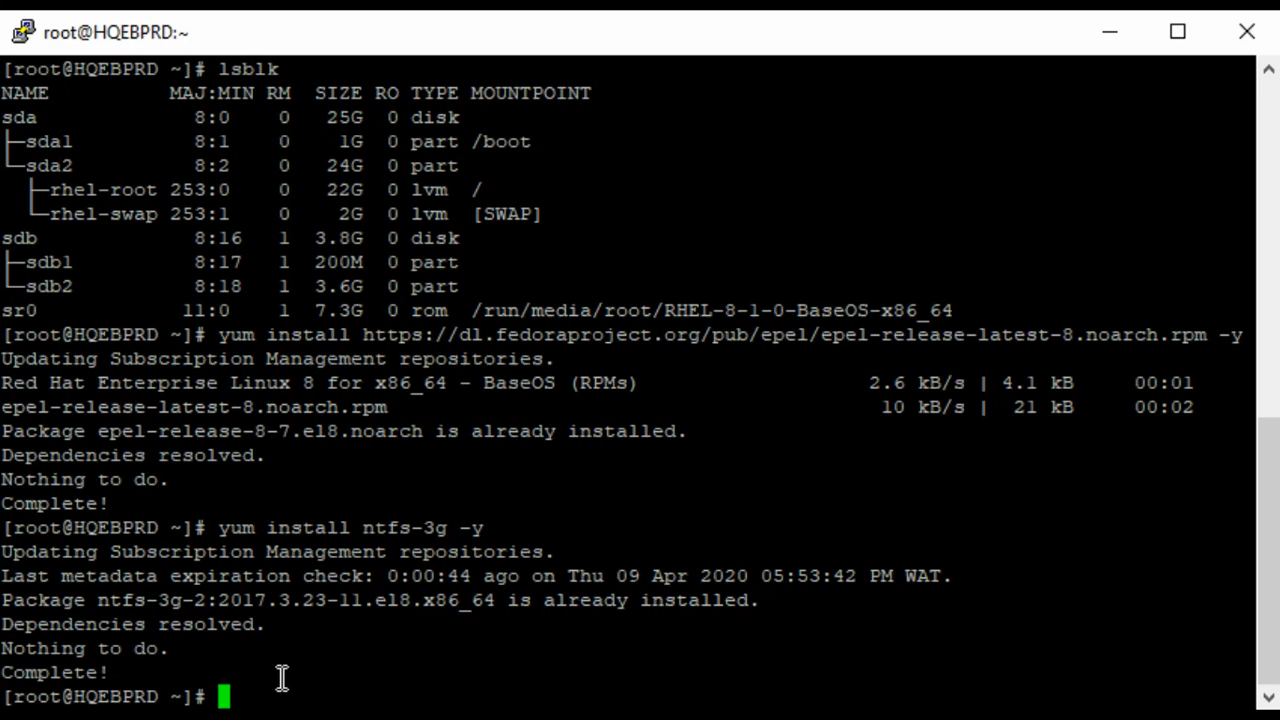 root@HQEBPRD:~
[root@HQEBPRD ~]# lsblk
NAME            MAJ:MIN RM  SIZE RO TYPE MOUNTPOINT
sda               8:0    0   25G  0 disk
├─sda1            8:1    0    1G  0 part /boot
└─sda2            8:2    0   24G  0 part
  ├─rhel-root 253:0    0   22G  0 lvm  /
  └─rhel-swap 253:1    0    2G  0 lvm  [SWAP]
sdb               8:16   1  3.8G  0 disk
├─sdb1            8:17   1  200M  0 part
└─sdb2            8:18   1  3.6G  0 part
sr0              11:0    1  7.3G  0 rom  /run/media/root/RHEL-8-1-0-BaseOS-x86_64
[root@HQEBPRD ~]# yum install https://dl.fedoraproject.org/pub/epel/epel-release-latest-8.noarch.rpm -y
Updating Subscription Management repositories.
Red Hat Enterprise Linux 8 for x86_64 - BaseOS (RPMs)                    2.6 kB/s | 4.1 kB     00:01
epel-release-latest-8.noarch.rpm                                         10 kB/s |  21 kB     00:02
Package epel-release-8-7.el8.noarch is already installed.
Dependencies resolved.
Nothing to do.
Complete!
[root@HQEBPRD ~]# yum install ntfs-3g -y
Updating Subscription Management repositories.
Last metadata expiration check: 0:00:44 ago on Thu 09 Apr 2020 05:53:42 PM WAT.
Package ntfs-3g-2:2017.3.23-11.el8.x86_64 is already installed.
Dependencies resolved.
Nothing to do.
Complete!
[root@HQEBPRD ~]#